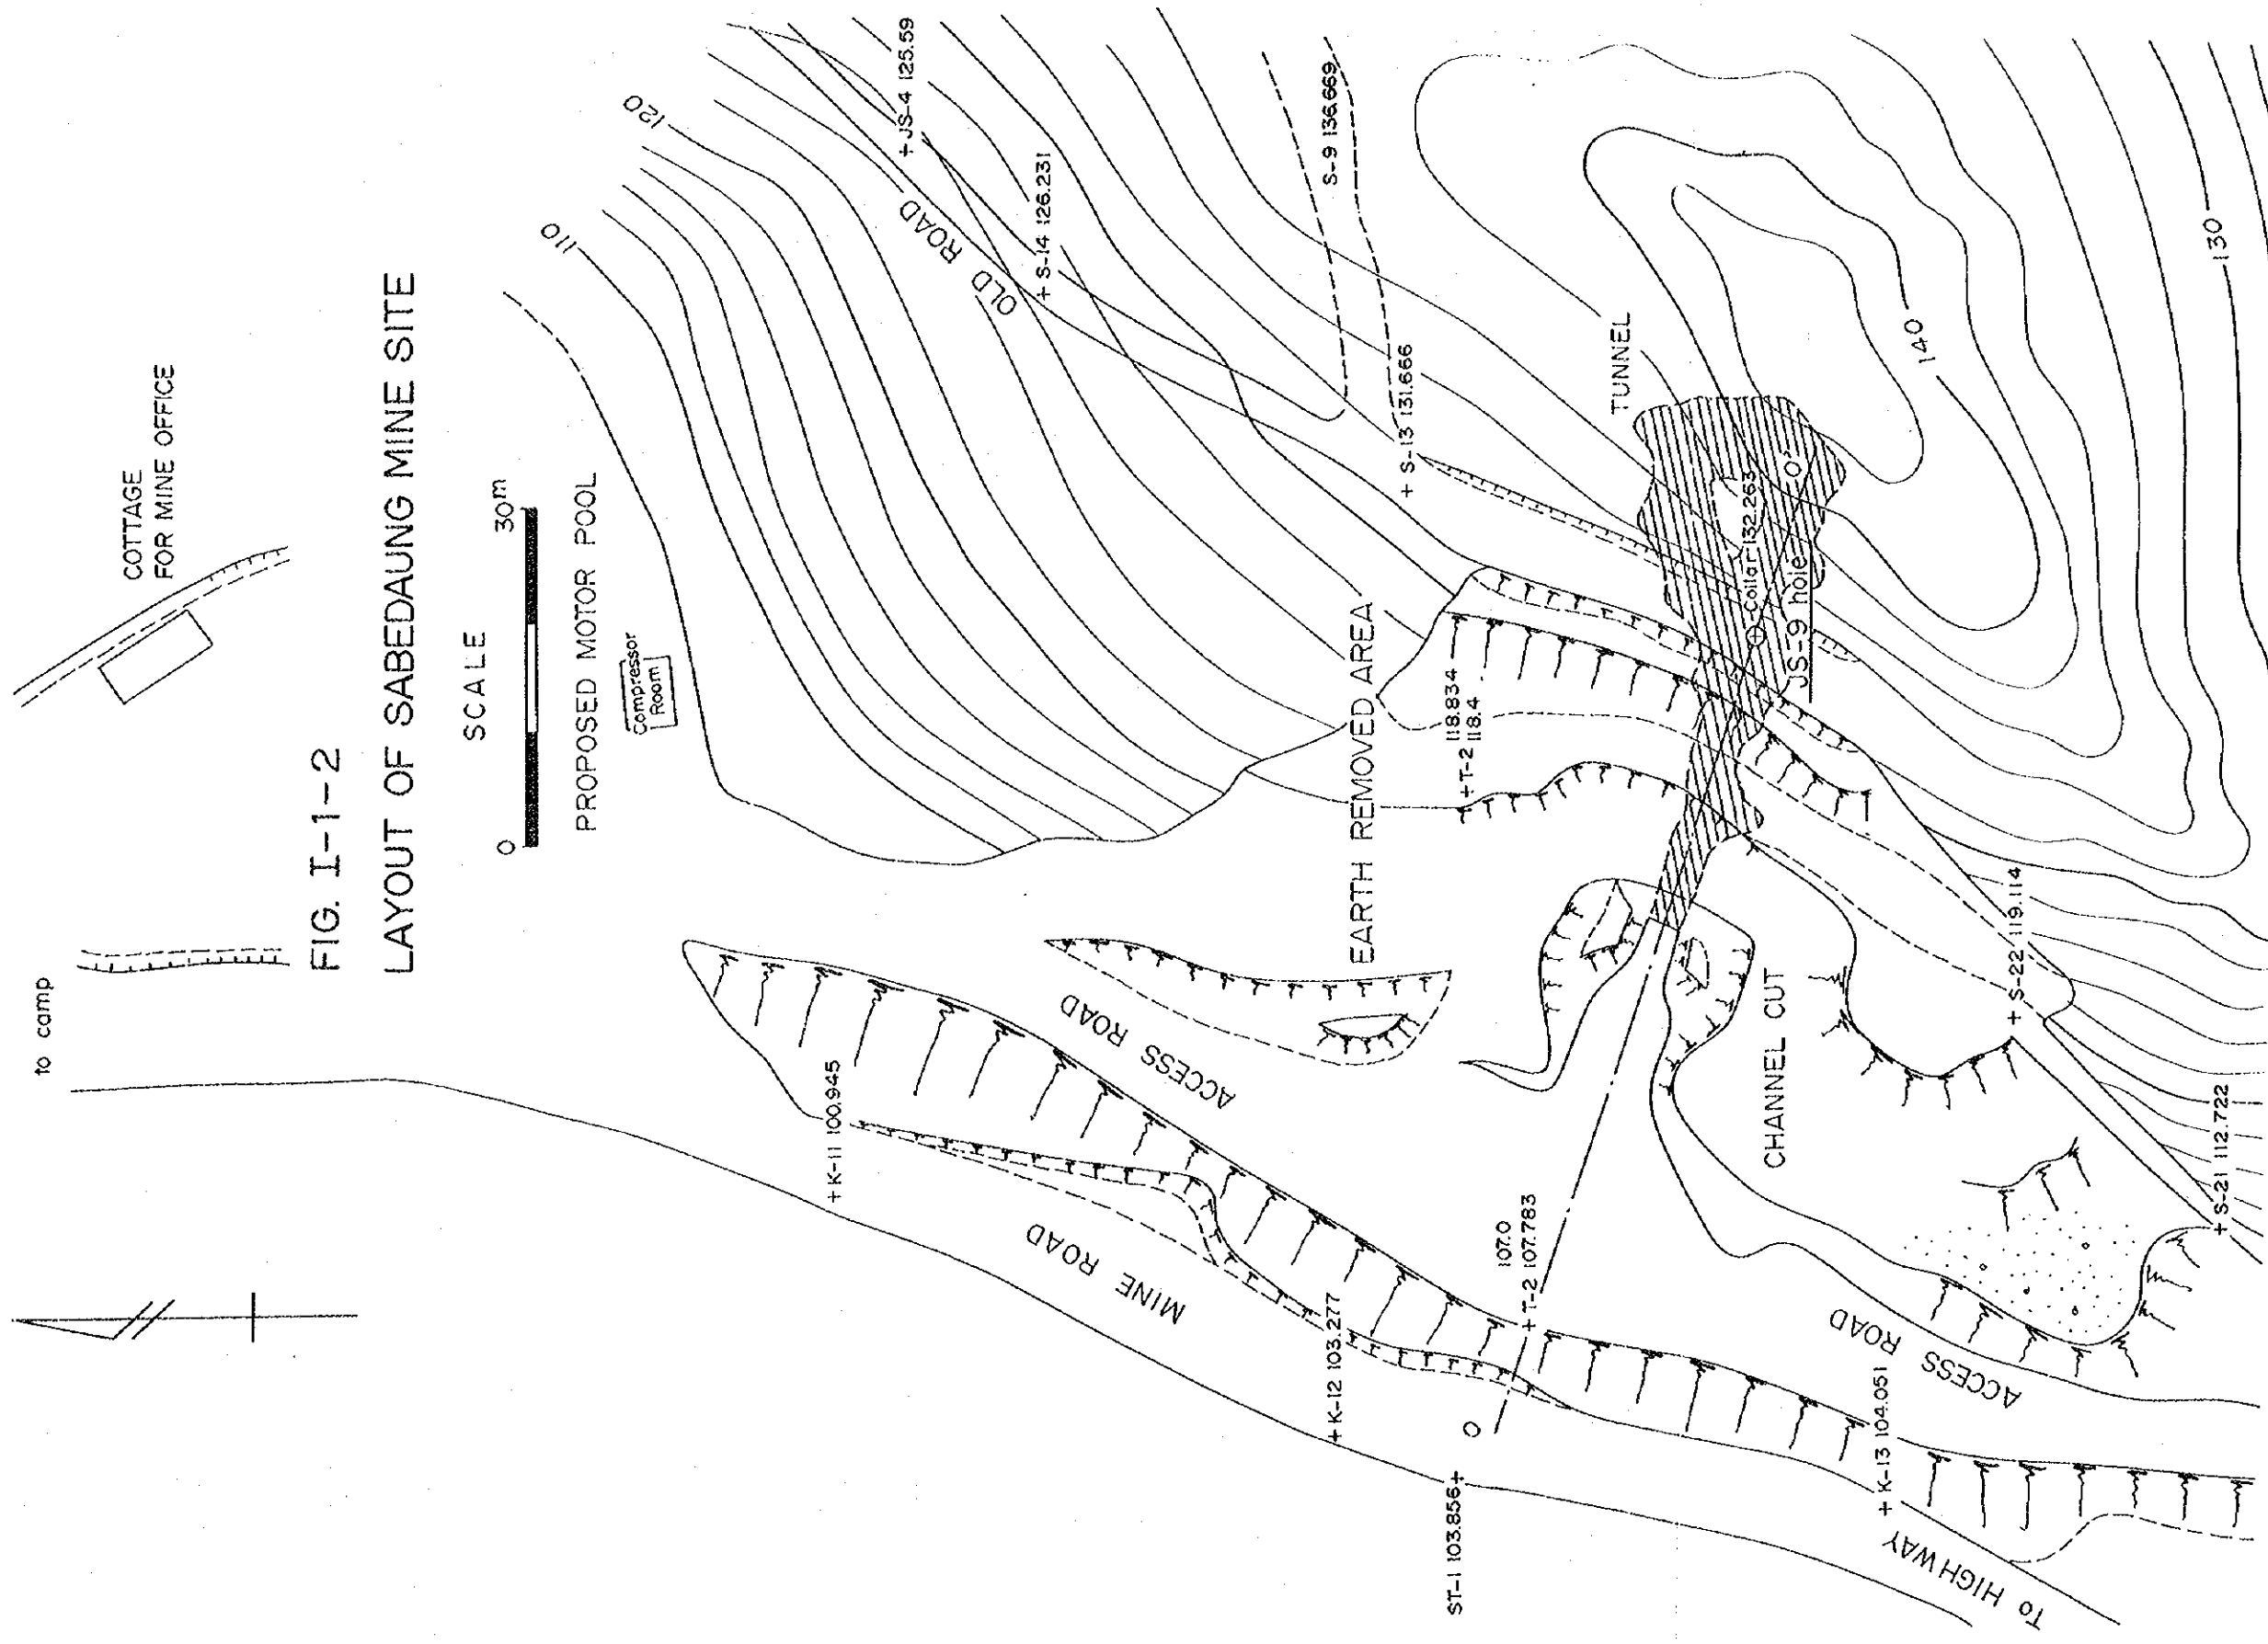 FIG. I-1-2
LAYOUT OF SABEDAUNG MINE SITE
SCALE
0 30m
to camp
COTTAGE
FOR MINE OFFICE
PROPOSED MOTOR POOL
Compressor
Room
110
120
OLD ROAD
+JS-4 125.59
+S-14 126.231
S-9 136.669
+S-13 131.666
TUNNEL
EARTH REMOVED AREA
118.834
+T-2 118.4
Collar 132.263
JS-9 hole
0
140
130
ACCESS ROAD
MINE ROAD
+K-11 100.945
+K-12 103.277
0
ST-1 103.856+
107.0
+T-2 107.783
CHANNEL CUT
+S-22 119.114
+S-21 112.722
ACCESS ROAD
+K-13 104.051
To HIGHWAY